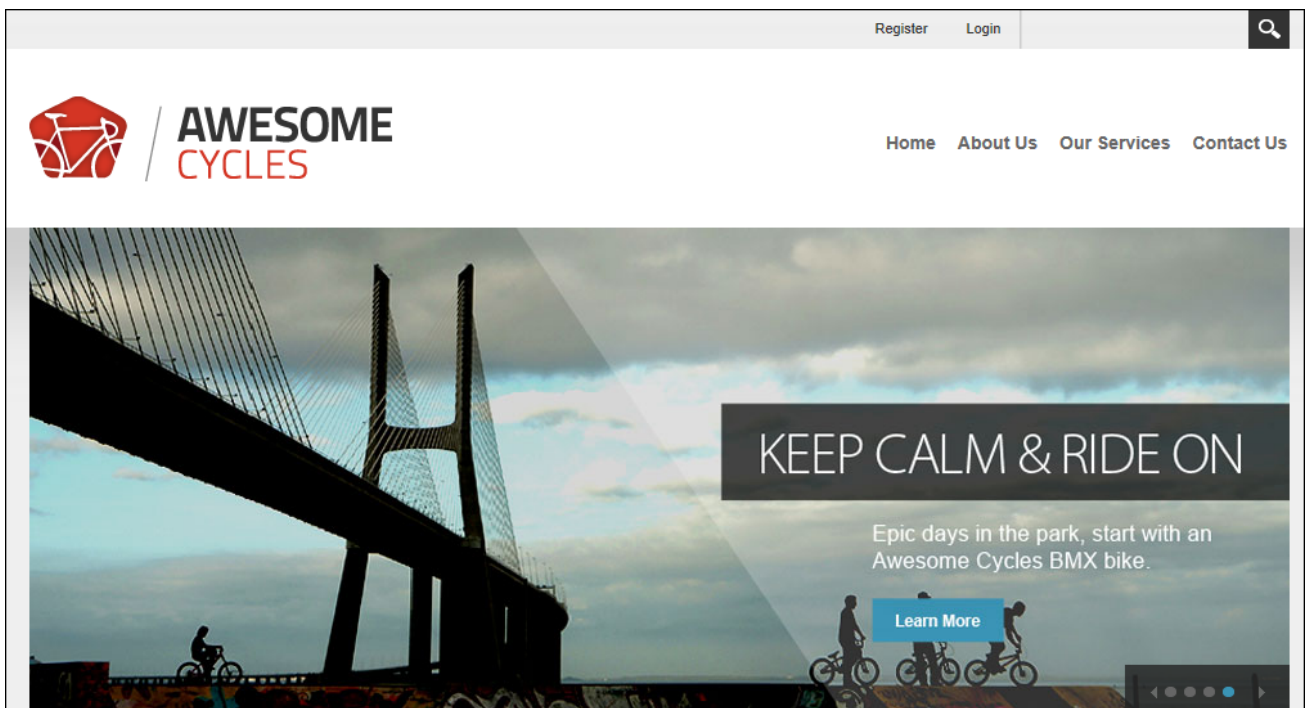 Register Login
AWESOME
CYCLES
Home About Us Our Services Contact Us
KEEP CALM & RIDE ON
Epic days in the park, start with an
Awesome Cycles BMX bike.
Learn More